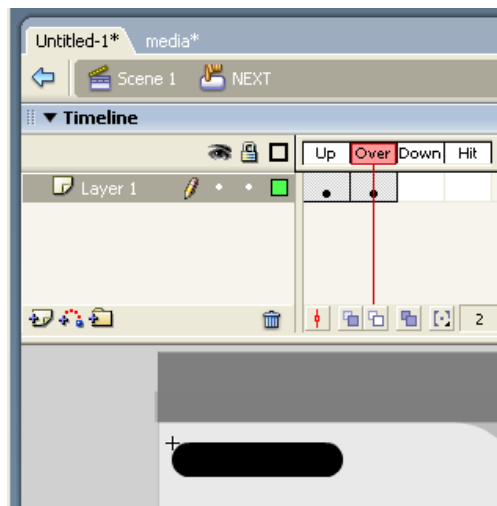 Untitled-1* media*
Scene 1 NEXT
Timeline
Up Over Down Hit
Layer 1
2